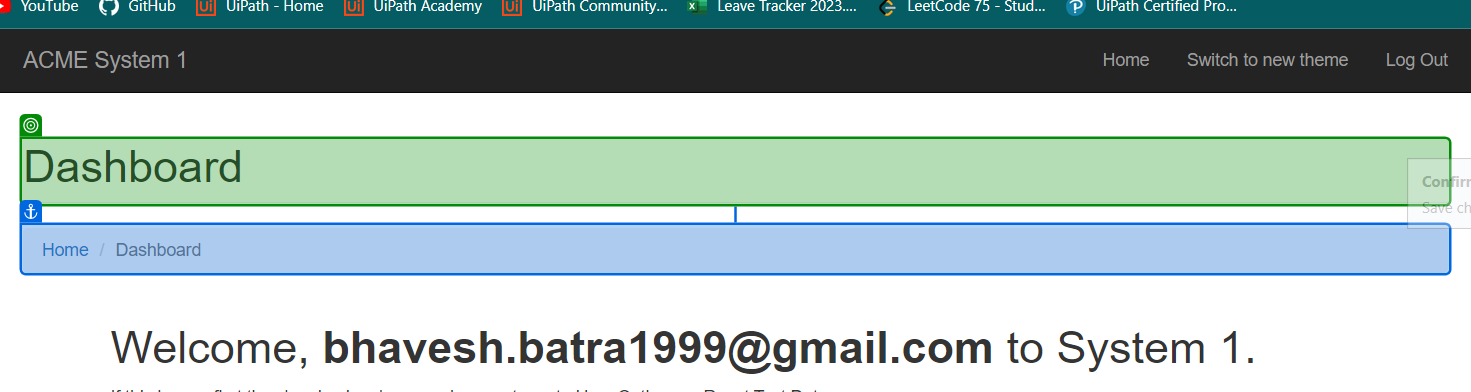 YouTube GitHub UiPath - Home UiPath Academy UiPath Community... Leave Tracker 2023.... LeetCode 75 - Stud... UiPath Certified Pro...
ACME System 1 Home Switch to new theme Log Out
Dashboard
Save ch
Home / Dashboard
Welcome, bhavesh.batra1999@gmail.com to System 1.